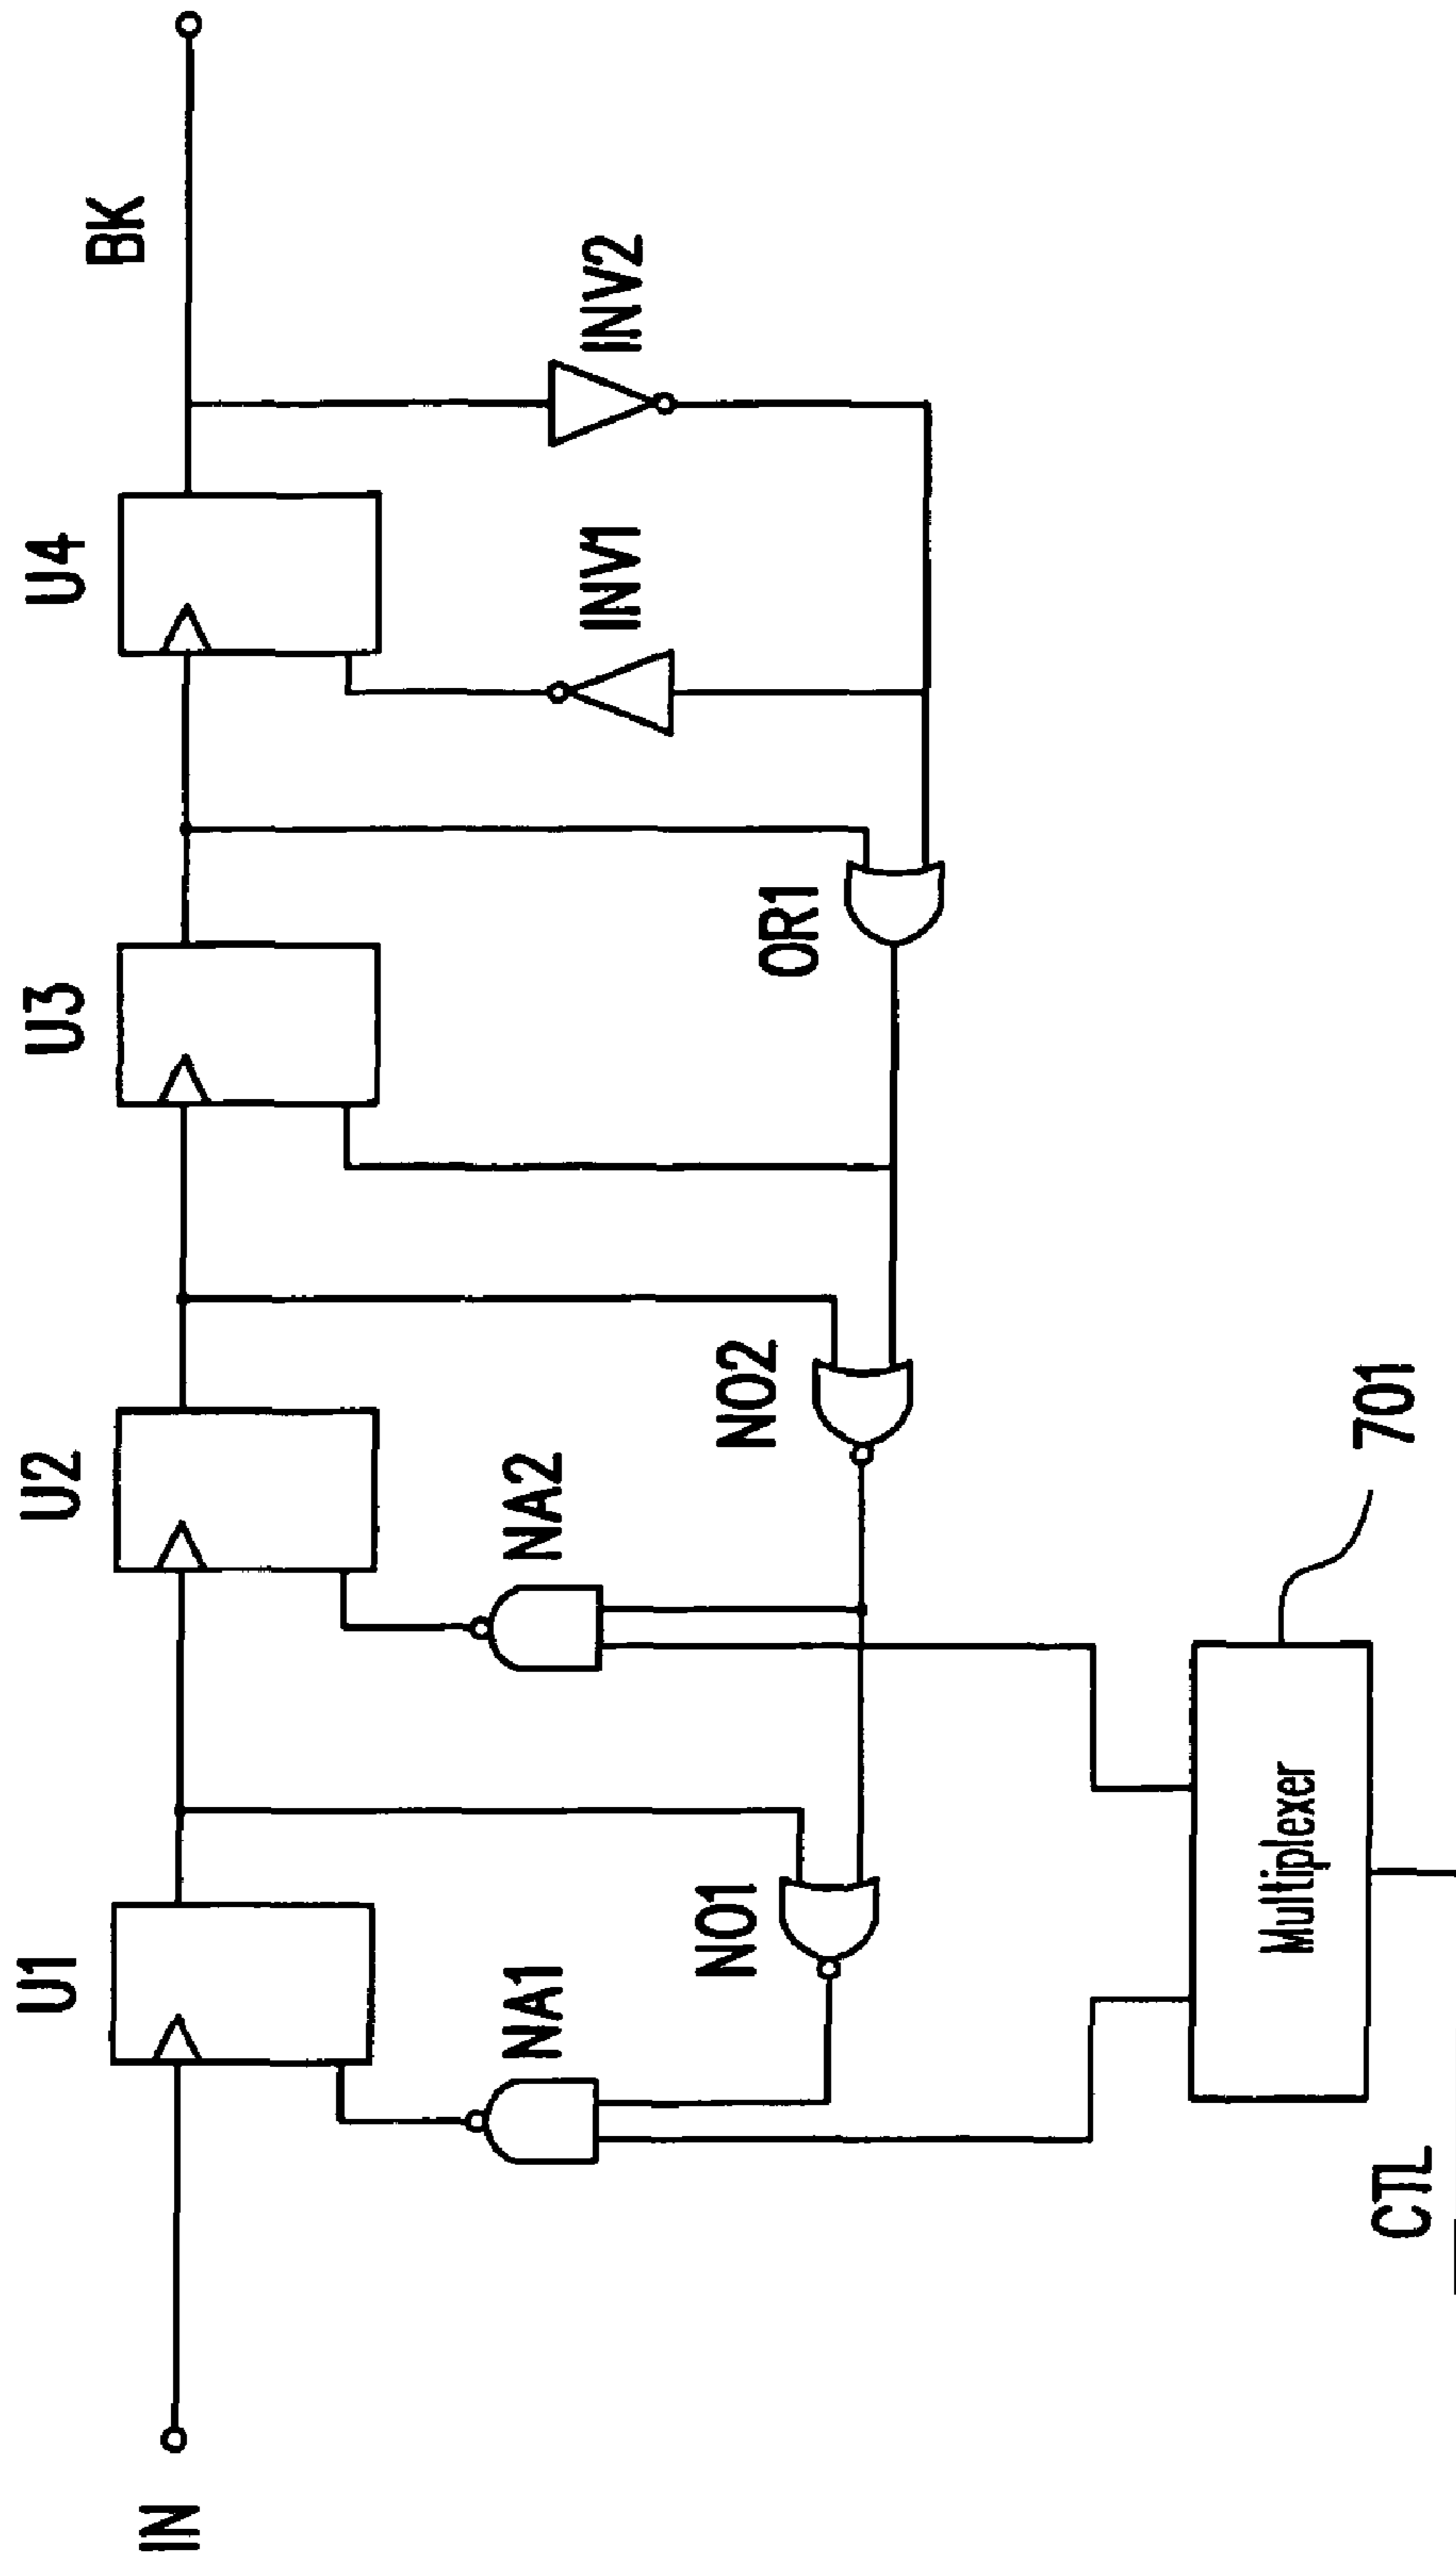 U1
U2
U3
U4
BK
IN
NA1
NO1
NA2
NO2
OR1
INV1
INV2
Multiplexer
701
CTL